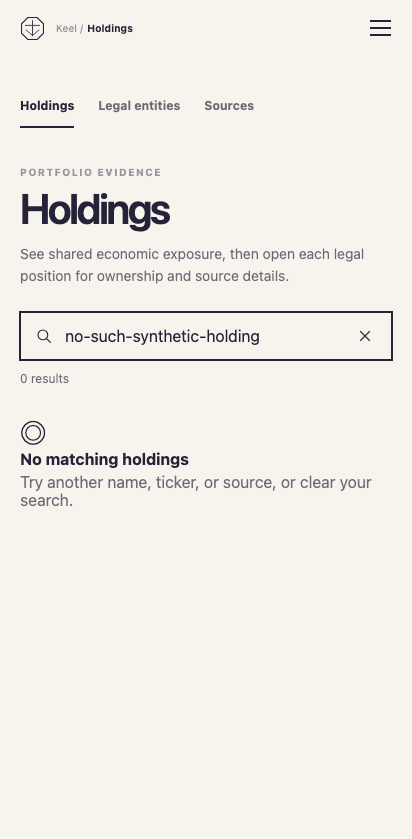 Keel / Holdings
Holdings Legal entities Sources
PORTFOLIO EVIDENCE
Holdings
See shared economic exposure, then open each legal
position for ownership and source details.
no-such-synthetic-holding
0 results
No matching holdings
Try another name, ticker, or source, or clear your
search.